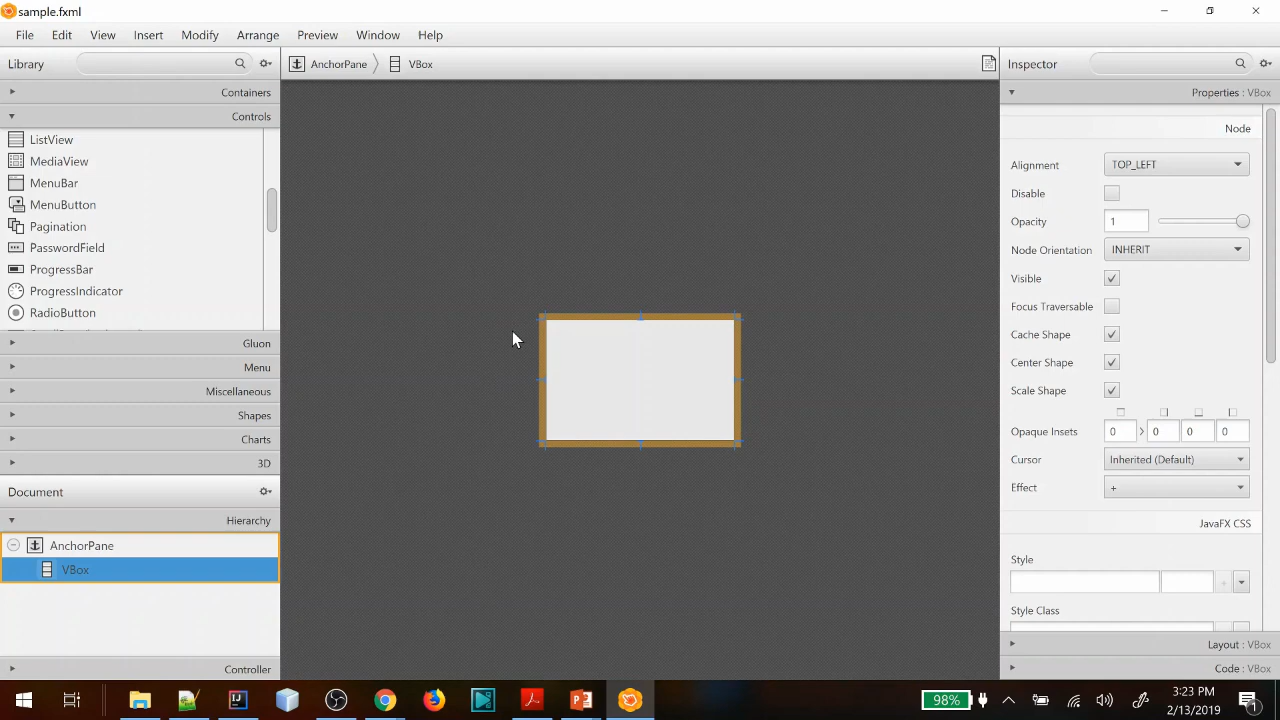 sample.fxml
File Edit View Insert Modify Arrange Preview Window Help
Library
AnchorPane VBox
Inspector
Containers
Properties : VBox
Controls
ListView
MediaView
MenuBar
MenuButton
Pagination
PasswordField
ProgressBar
ProgressIndicator
RadioButton
Gluon
Menu
Miscellaneous
Shapes
Charts
3D
Document
Hierarchy
AnchorPane
VBox
Controller
Node
Alignment TOP_LEFT
Disable
Opacity 1
Node Orientation INHERIT
Visible
Focus Traversable
Cache Shape
Center Shape
Scale Shape
Opaque Insets 0 0 0 0
Cursor Inherited (Default)
Effect +
JavaFX CSS
Style
Style Class
Layout : VBox
Code : VBox
98%
3:23 PM
2/13/2019
1